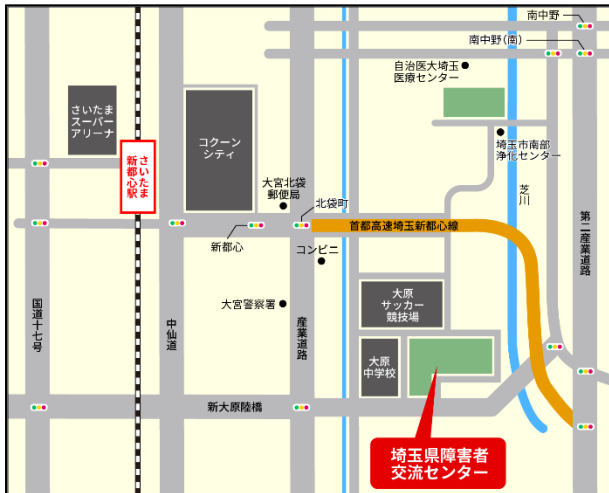 南中野
南中野(南)
自治医大埼玉
医療センター
さいたま
スーパー
アリーナ
コクーン
シティ
埼玉市南部
浄化センター
さいたま
新都心駅
大宮北袋
郵便局
北袋町
芝川
第二産業道路
首都高速埼玉新都心線
新都心
コンビニ
大原
サッカー
競技場
大宮警察署
国道十七号
中仙道
産業道路
大原
中学校
新大原陸橋
埼玉県障害者
交流センター